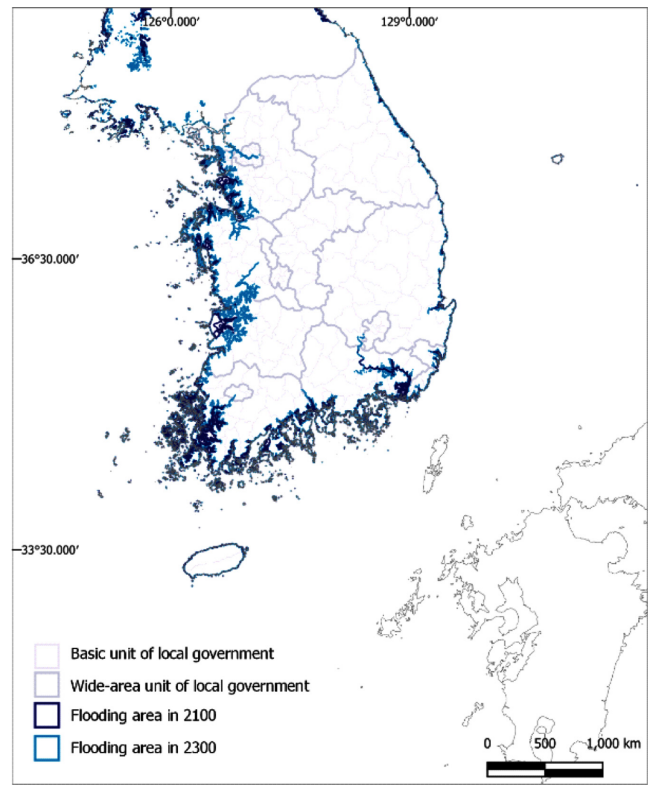 126°0.000′ 129°0.000′
36°30.000′
33°30.000′
Basic unit of local government
Wide-area unit of local government
Flooding area in 2100
Flooding area in 2300
0 500 1,000 km